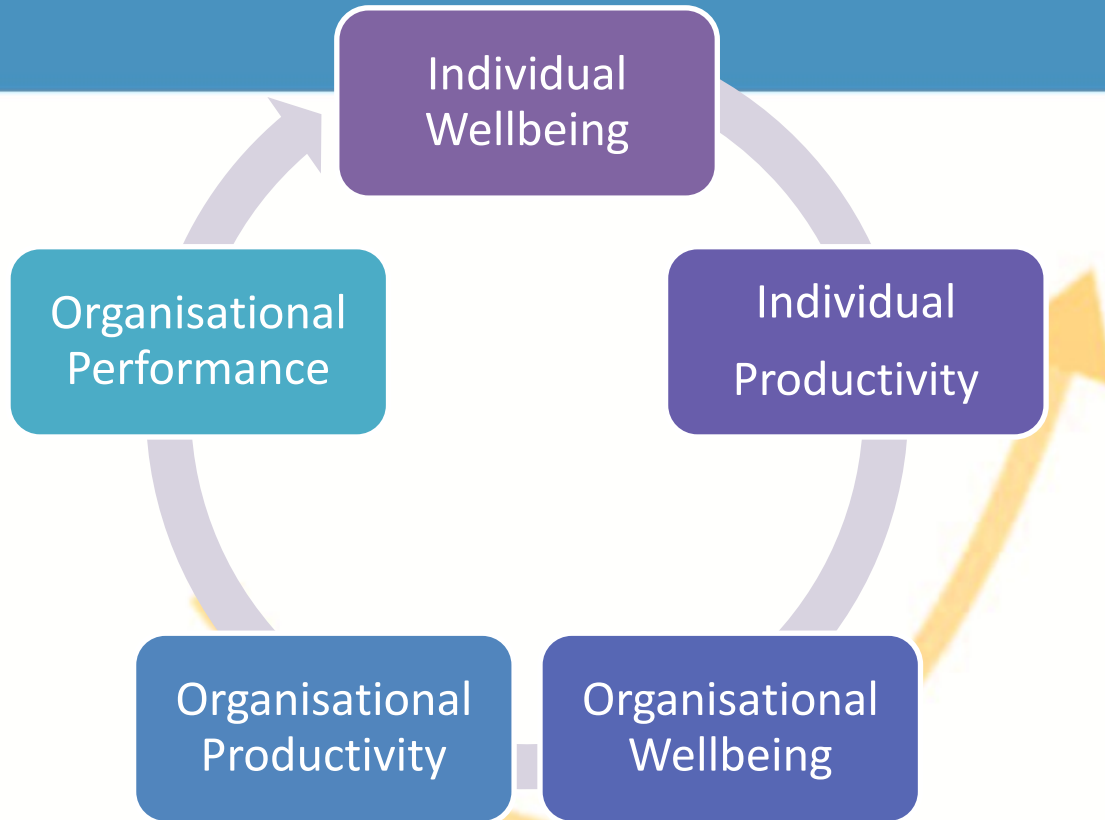 Individual
Wellbeing
Individual
Productivity
Organisational
Wellbeing
Organisational
Productivity
Organisational
Performance